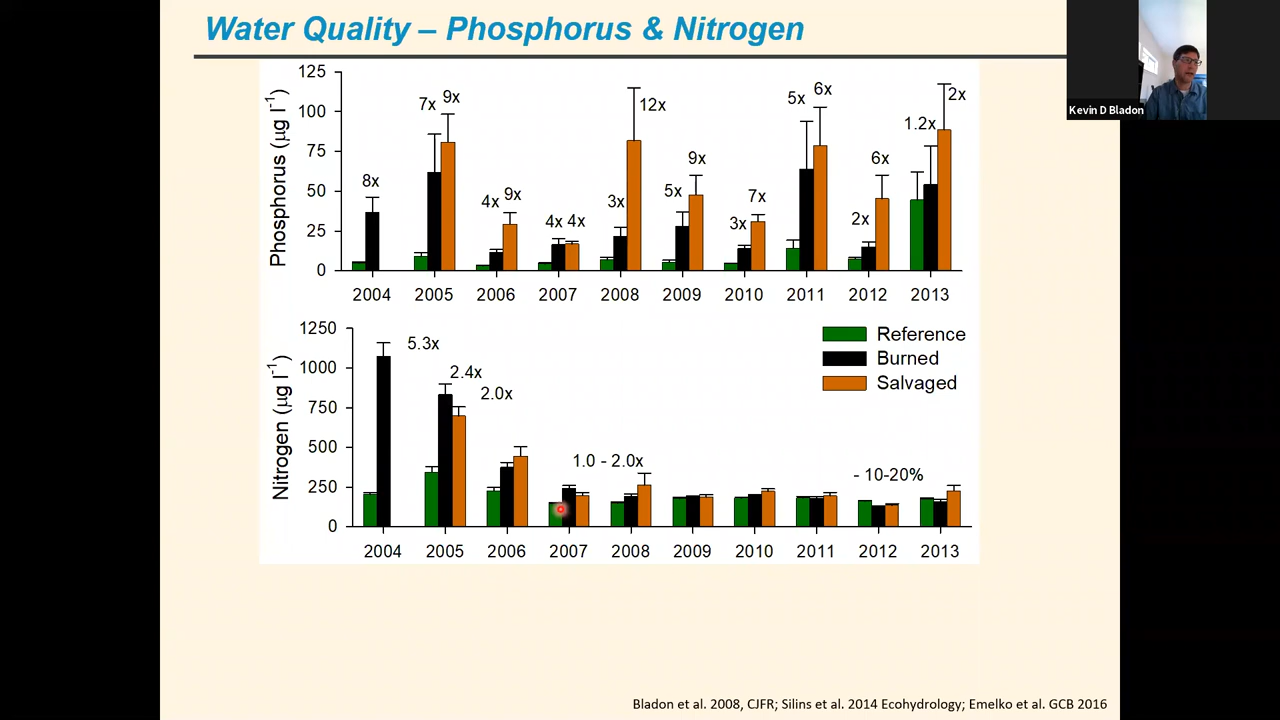 Water Quality – Phosphorus & Nitrogen
Kevin D Bladon
Phosphorus (µg l⁻¹)
125
100
75
50
25
0
8x
7x 9x
4x 9x
4x 4x
3x 12x
5x 9x
3x 7x
5x 6x
2x 6x
1.2x 2x
2004 2005 2006 2007 2008 2009 2010 2011 2012 2013
Nitrogen (µg l⁻¹)
1250
1000
750
500
250
0
5.3x
2.4x
2.0x
1.0 - 2.0x
- 10-20%
Reference
Burned
Salvaged
2004 2005 2006 2007 2008 2009 2010 2011 2012 2013
Bladon et al. 2008, CJFR; Silins et al. 2014 Ecohydrology; Emelko et al. GCB 2016